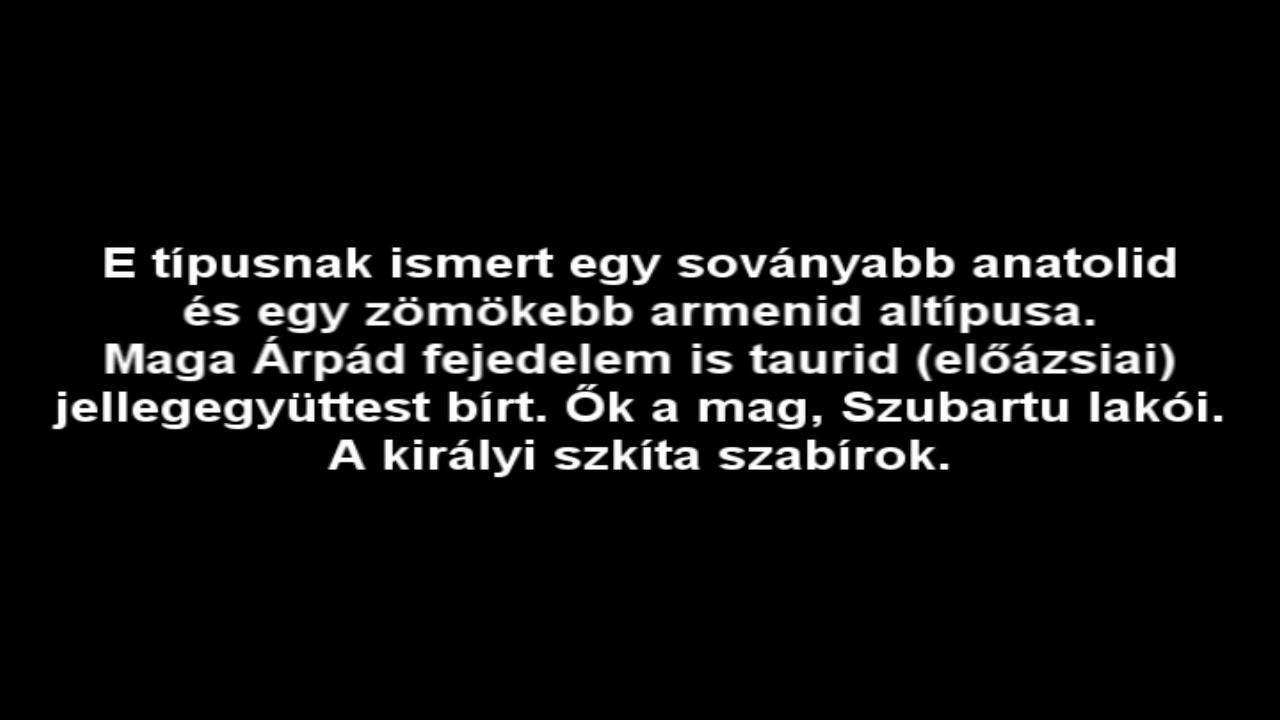 E típusnak ismert egy soványabb anatolid
és egy zömökebb armenid altípusa.
Maga Árpád fejedelem is taurid (előázsiai)
jellegegyüttest bírt. Ők a mag, Szubartu lakói.
A királyi szkíta szabírok.